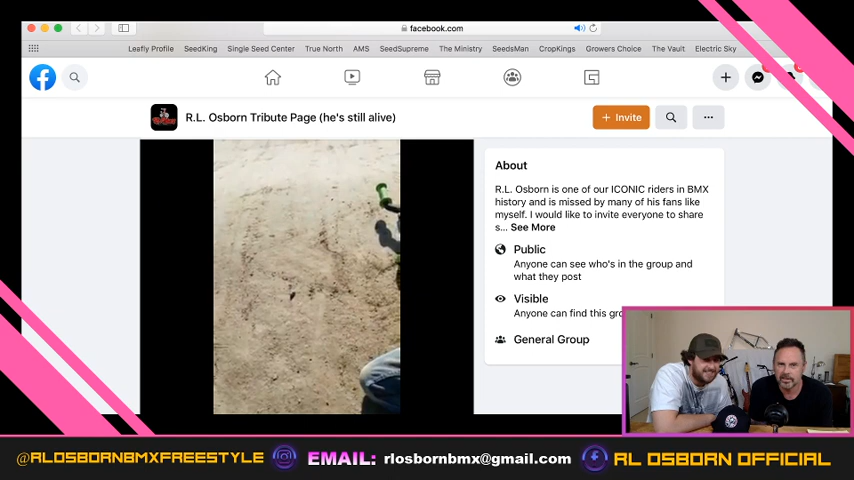 facebook.com
Leafly Profile SeedKing Single Seed Center True North AMS SeedSupreme The Ministry SeedsMan CropKings Growers Choice The Vault Electric Sky
R.L. Osborn Tribute Page (he's still alive)
+ Invite
About
R.L. Osborn is one of our ICONIC riders in BMX
history and is missed by many of his fans like
myself. I would like to invite everyone to share
s... See More
Public
Anyone can see who's in the group and
what they post
Visible
Anyone can find this gro
General Group
@RLOSBORNBMXFREESTYLE EMAIL: rlosbornbmx@gmail.com RL OSBORN OFFICIAL